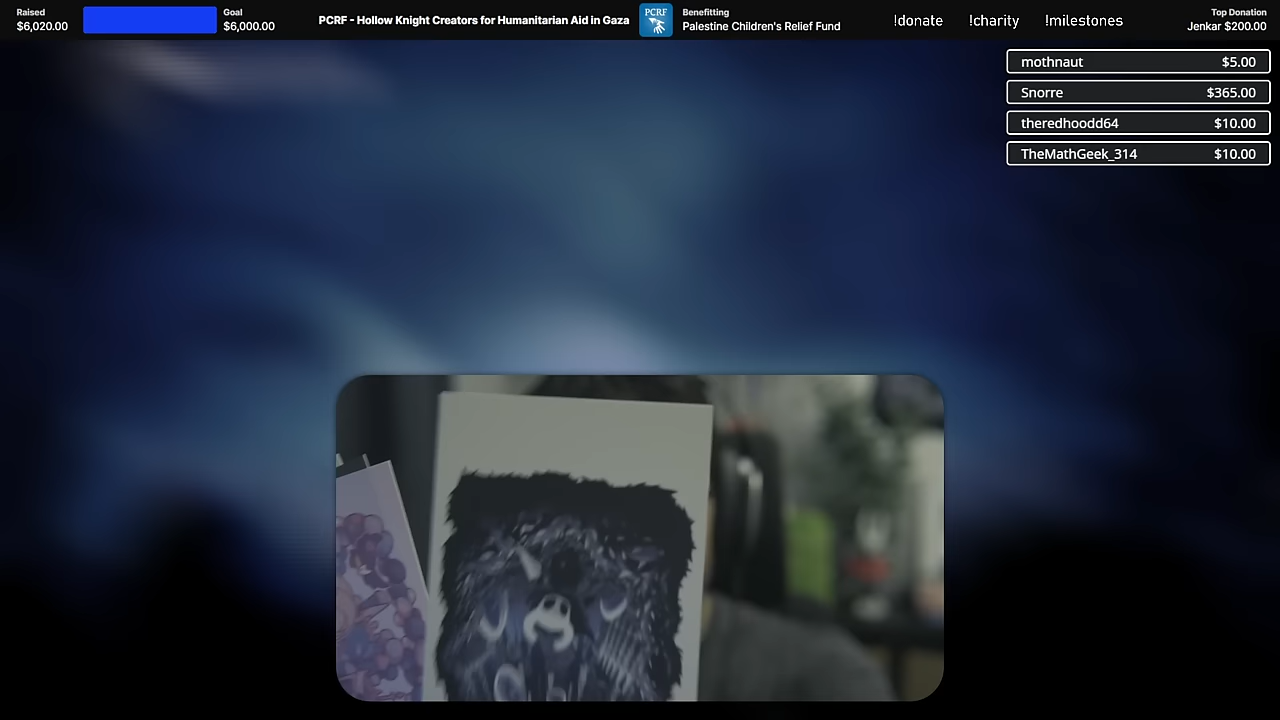 Raised
$6,020.00
Goal
$6,000.00
PCRF - Hollow Knight Creators for Humanitarian Aid in Gaza
PCRF
Benefitting
Palestine Children's Relief Fund
!donate
!charity
!milestones
Top Donation
Jenkar $200.00
mothnaut $5.00
Snorre $365.00
theredhoodd64 $10.00
TheMathGeek_314 $10.00